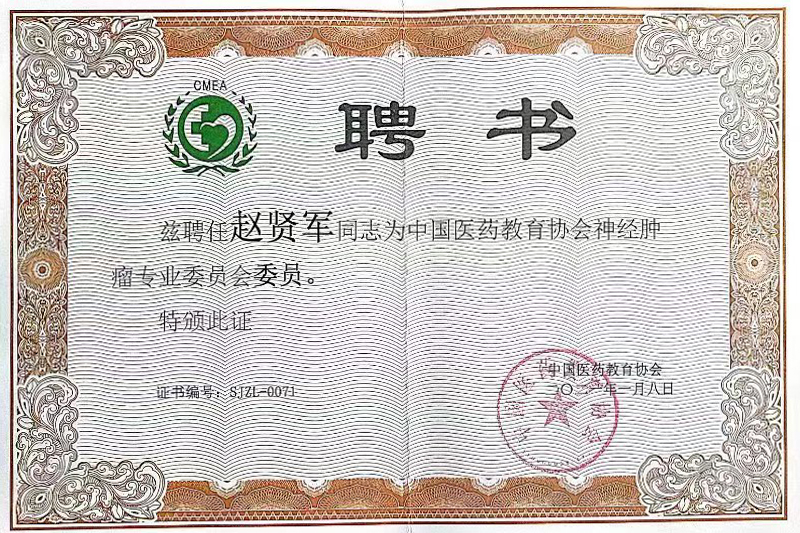 CMEA
聘书
兹聘任赵贤军同志为中国医药教育协会神经肿
瘤专业委员会委员。
特颁此证
中国医药教育协会
证书编号：SJZL-0071
年一月八日